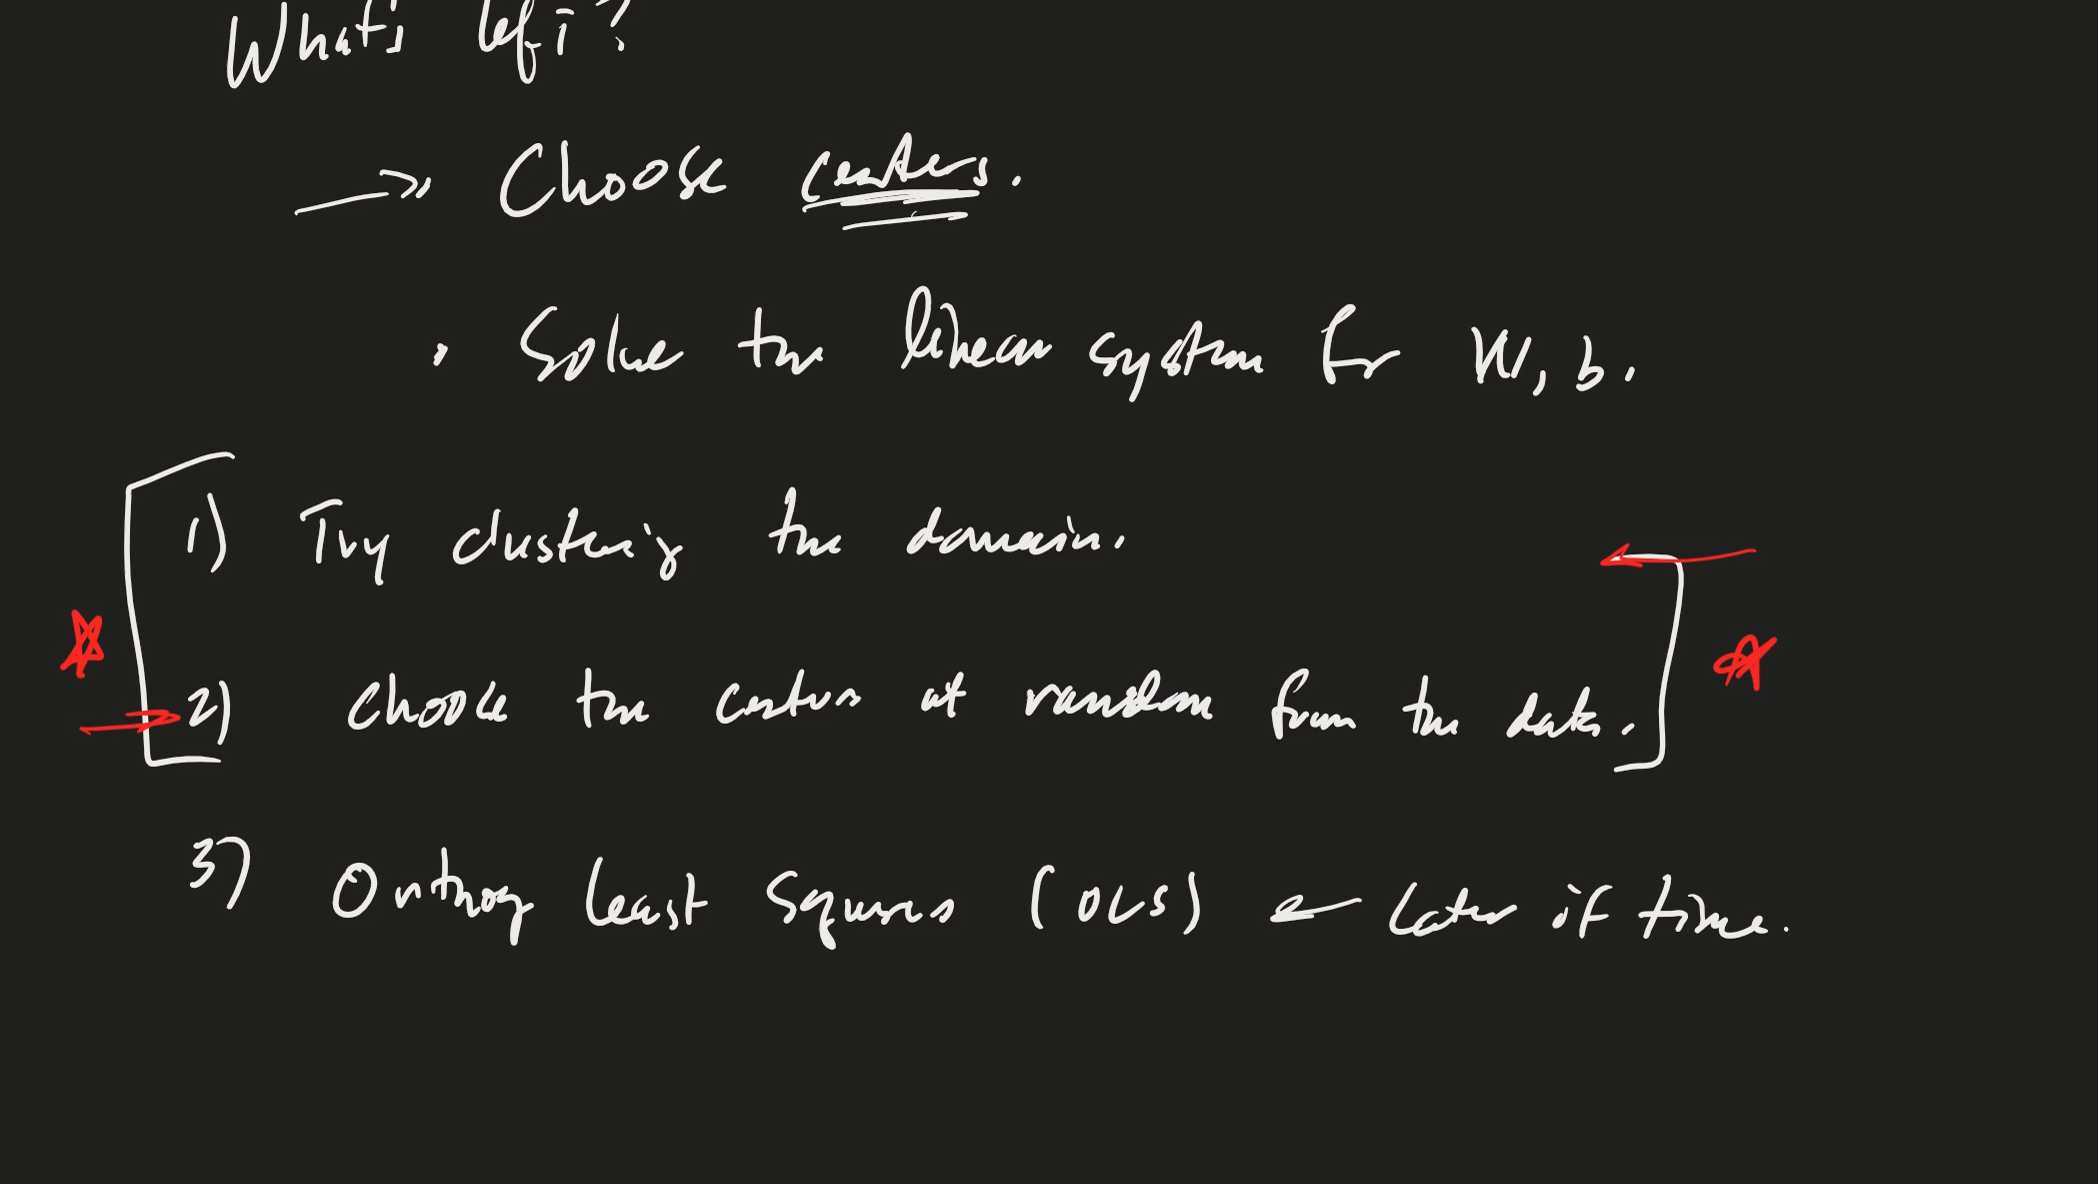 What's left?
→ Choose centers.
• Solve the linear system for W, b.
1) Try clustering the domain.
2) Choose the centers at random from the data.
3) Orthog least squares (OLS) ← Later if time.